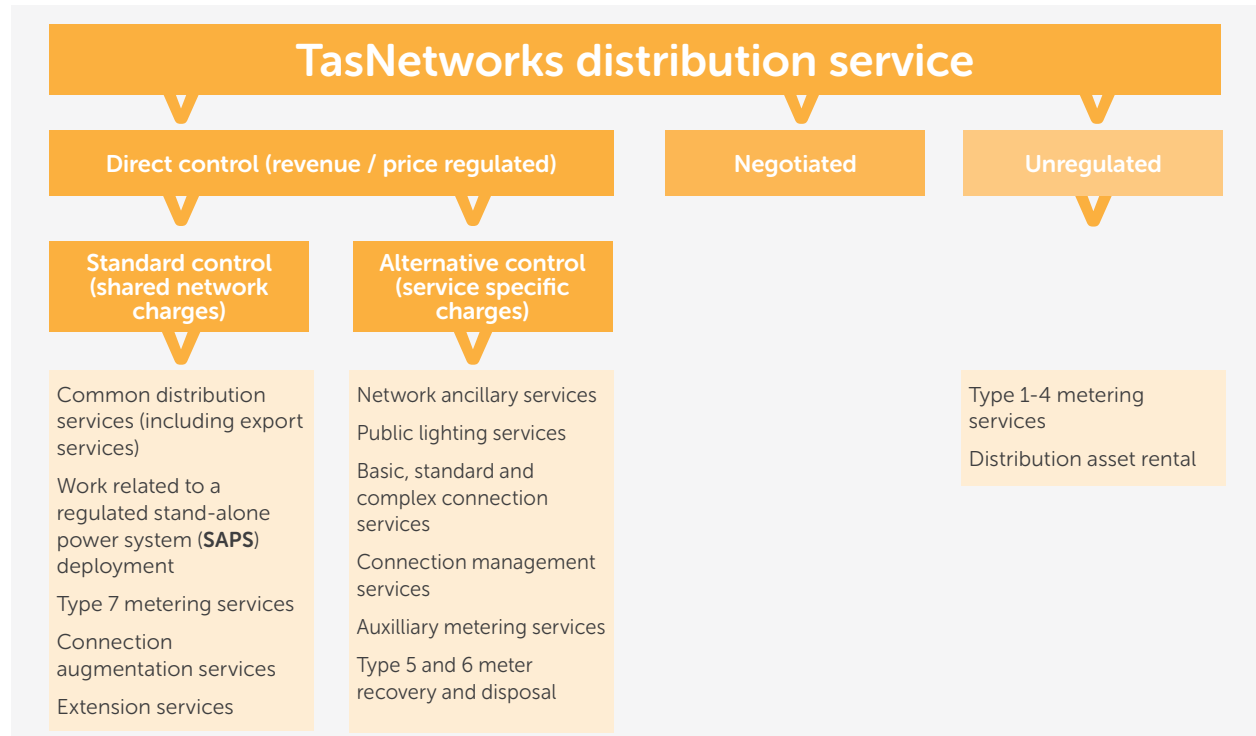 TasNetworks distribution service
Direct control (revenue / price regulated)
Negotiated
Unregulated
Standard control
(shared network
charges)
Alternative control
(service specific
charges)
Common distribution
services (including export
services)
Work related to a
regulated stand-alone
power system (SAPS)
deployment
Type 7 metering services
Connection
augmentation services
Extension services
Network ancillary services
Public lighting services
Basic, standard and
complex connection
services
Connection management
services
Auxilliary metering services
Type 5 and 6 meter
recovery and disposal
Type 1-4 metering
services
Distribution asset rental